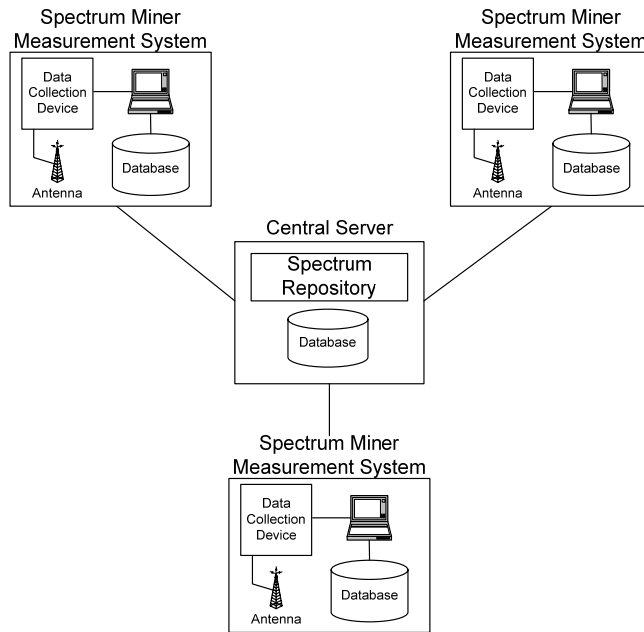 Spectrum Miner
Measurement System
Data
Collection
Device
Antenna
Database
Spectrum Miner
Measurement System
Data
Collection
Device
Antenna
Database
Central Server
Spectrum
Repository
Database
Spectrum Miner
Measurement System
Data
Collection
Device
Antenna
Database